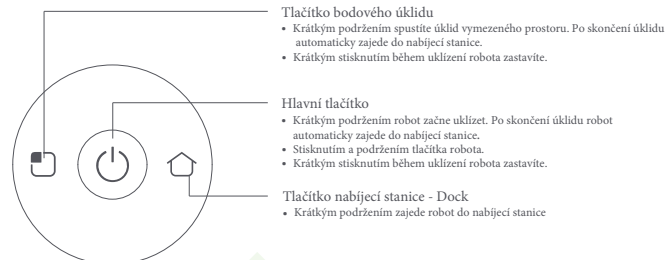 Tlačítko bodového úklidu
• Krátkým podržením spustíte úklid vymezeného prostoru. Po skončení úklidu
automaticky zajede do nabíjecí stanice.
• Krátkým stisknutím během uklízení robota zastavíte.
Hlavní tlačítko
• Krátkým podržením robot začne uklízet. Po skončení úklidu robot
automaticky zajede do nabíjecí stanice.
• Stisknutím a podržením tlačítka robota.
• Krátkým stisknutím během uklízení robota zastavíte.
Tlačítko nabíjecí stanice - Dock
• Krátkým podržením zajede robot do nabíjecí stanice